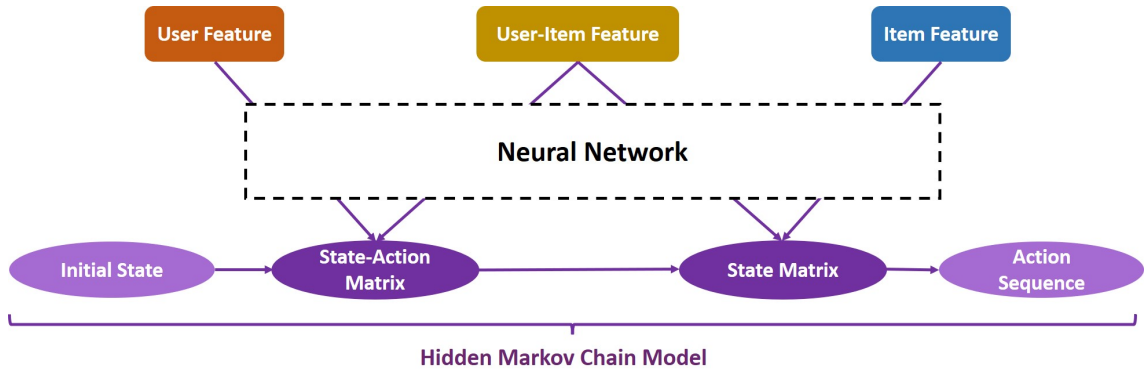 User Feature
User-Item Feature
Item Feature
Neural Network
Initial State
State-Action
Matrix
State Matrix
Action
Sequence
Hidden Markov Chain Model